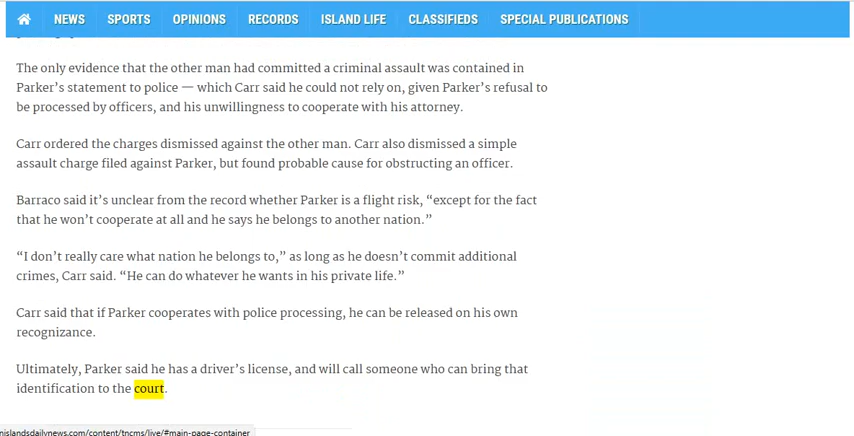 NEWS SPORTS OPINIONS RECORDS ISLAND LIFE CLASSIFIEDS SPECIAL PUBLICATIONS
The only evidence that the other man had committed a criminal assault was contained in
Parker’s statement to police — which Carr said he could not rely on, given Parker’s refusal to
be processed by officers, and his unwillingness to cooperate with his attorney.
Carr ordered the charges dismissed against the other man. Carr also dismissed a simple
assault charge filed against Parker, but found probable cause for obstructing an officer.
Barraco said it’s unclear from the record whether Parker is a flight risk, “except for the fact
that he won’t cooperate at all and he says he belongs to another nation.”
“I don’t really care what nation he belongs to,” as long as he doesn’t commit additional
crimes, Carr said. “He can do whatever he wants in his private life.”
Carr said that if Parker cooperates with police processing, he can be released on his own
recognizance.
Ultimately, Parker said he has a driver’s license, and will call someone who can bring that
identification to the court.
nislandsdailynews.com/content/tncms/live/#main-page-container